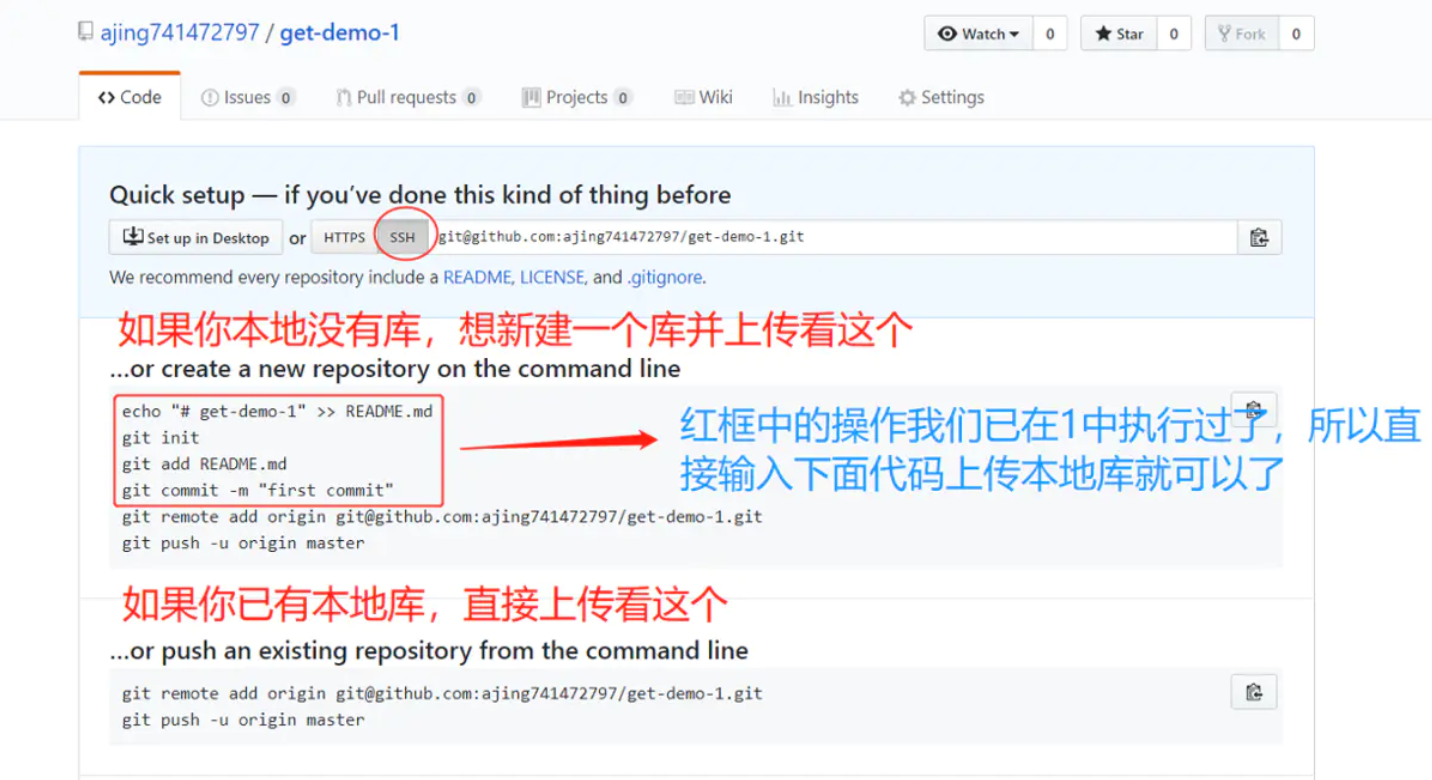 ajing741472797 / get-demo-1
Watch 0 Star 0 Fork 0
Code Issues 0 Pull requests 0 Projects 0 Wiki Insights Settings
Quick setup — if you’ve done this kind of thing before
Set up in Desktop or HTTPS SSH git@github.com:ajing741472797/get-demo-1.git
We recommend every repository include a README, LICENSE, and .gitignore.
如果你本地没有库，想新建一个库并上传看这个
…or create a new repository on the command line
echo "# get-demo-1" >> README.md
git init
git add README.md
git commit -m "first commit"
git remote add origin git@github.com:ajing741472797/get-demo-1.git
git push -u origin master
红框中的操作我们已在1中执行过了，所以直
接输入下面代码上传本地库就可以了
如果你已有本地库，直接上传看这个
…or push an existing repository from the command line
git remote add origin git@github.com:ajing741472797/get-demo-1.git
git push -u origin master